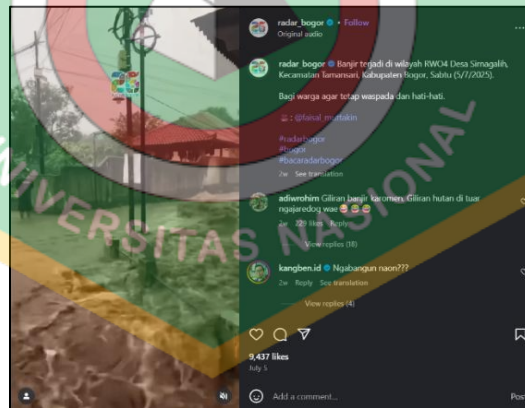 radar_bogor • Follow
Original audio
radar_bogor Banjir terjadi di wilayah RW04 Desa Sirnagalih,
Kecamatan Tamansari, Kabupaten Bogor, Sabtu (5/7/2025).
Bagi warga agar tetap waspada dan hati-hati.
: @faisal_muttakin
#radarbogor
#bogor
#bacaradarbogor
2w See translation
adiwrohim Giliran banjir karomen. Giliran hutan di tuar
ngajaredog wae 😂😂😂
2w 229 likes Reply
View replies (18)
kangben.id Ngabangun naon???
2w Reply See translation
View replies (4)
9,437 likes
July 5
Add a comment...
Post
UNIVERSITAS NASIONAL